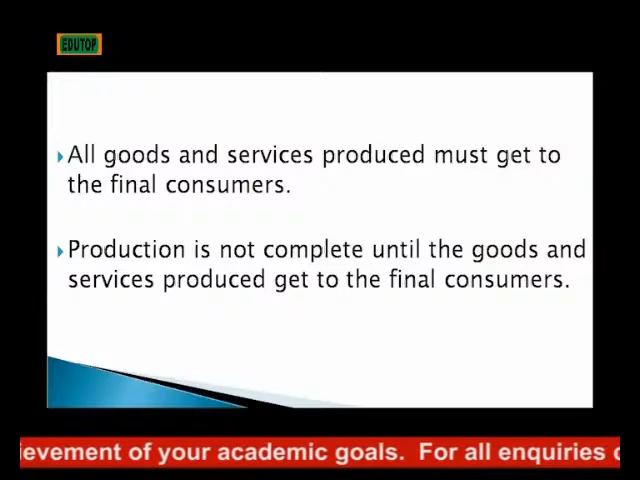 EDUTOP
All goods and services produced must get to
the final consumers.
Production is not complete until the goods and
services produced get to the final consumers.
of your academic goals. For all enquiries